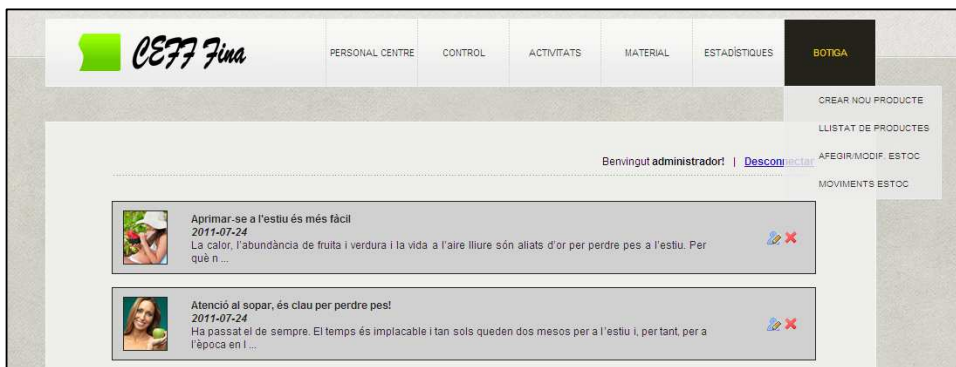 CEFF Fina
PERSONAL CENTRE
CONTROL
ACTIVITATS
MATERIAL
ESTADÍSTIQUES
BOTIGA
CREAR NOU PRODUCTE
LLISTAT DE PRODUCTES
AFEGIR/MODIF. ESTOC
MOVIMENTS ESTOC
Benvingut administrador! | Desconnectar
Aprimar-se a l'estiu és més fàcil
2011-07-24
La calor, l'abundància de fruita i verdura i la vida a l'aire lliure són aliats d'or per perdre pes a l'estiu. Per
què n ...
Atenció al sopar, és clau per perdre pes!
2011-07-24
Ha passat el de sempre. El temps és implacable i tan sols queden dos mesos per a l'estiu i, per tant, per a
l'època en l ...